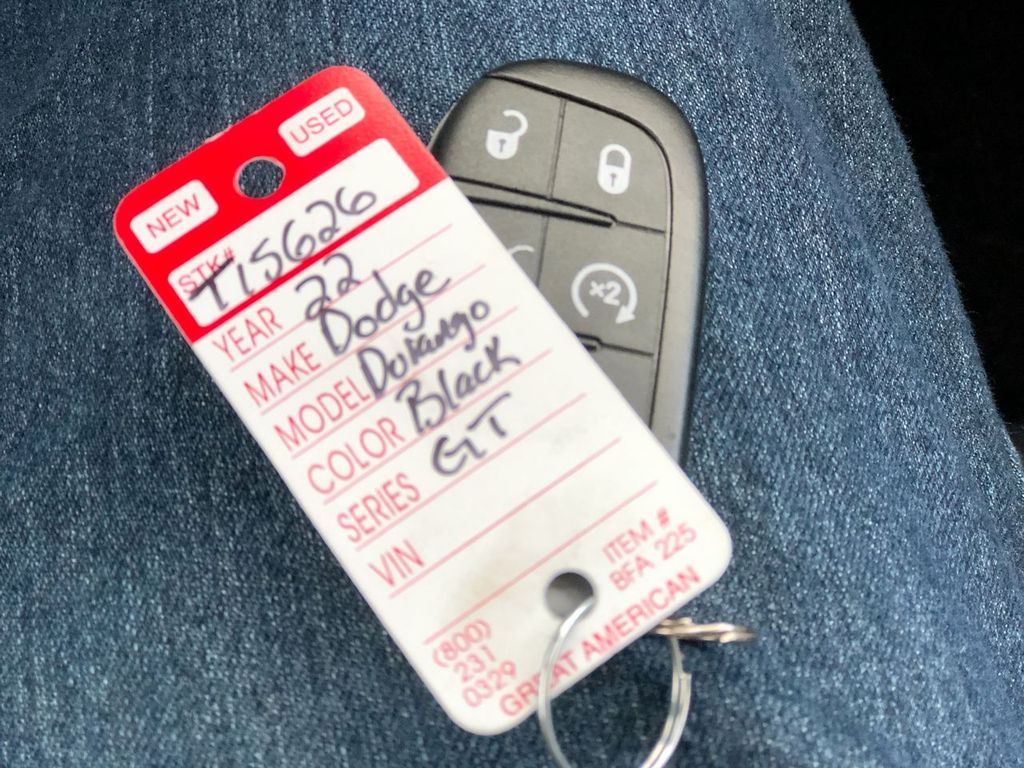 NEW USED
STK# T15626
YEAR 22
MAKE Dodge
MODEL Durango
COLOR Black
SERIES GT
VIN
(800)
231
0329
ITEM #
BFA 225
GREAT AMERICAN
x2